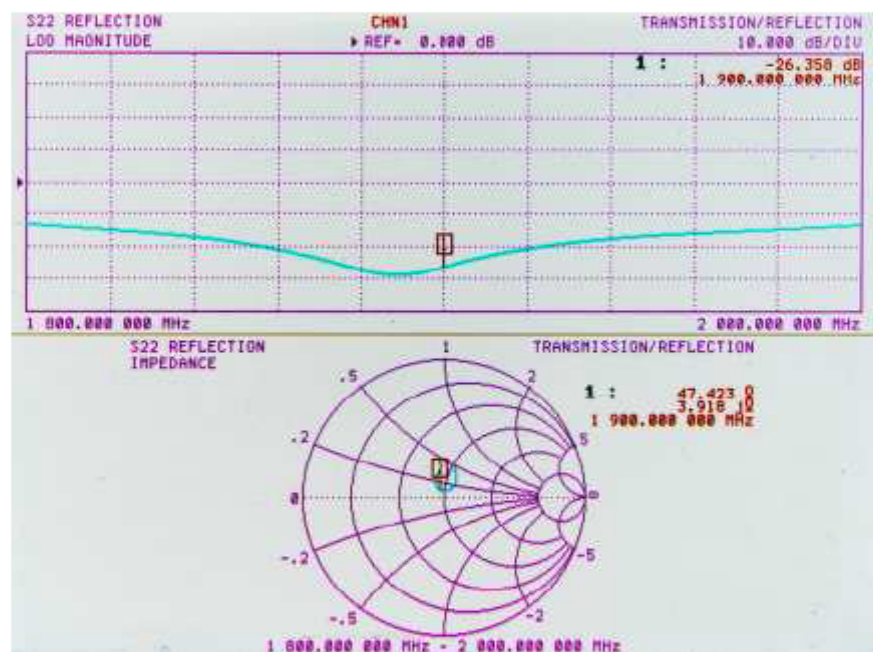 S22 REFLECTION CHN1 TRANSMISSION/REFLECTION
LOG MAGNITUDE ▶ REF= 0.000 dB 10.000 dB/DIV
1 : -26.358 dB
1 900.000 000 MHz
1 800.000 000 MHz 2 000.000 000 MHz
S22 REFLECTION 1 TRANSMISSION/REFLECTION
IMPEDANCE
.5 2
1 : 47.423 Ω
3.918 jΩ
1 900.000 000 MHz
.2 5
1
0 ∞
-.2 -5
-.5 -2
1 800.000 000 MHz - 2 000.000 000 MHz